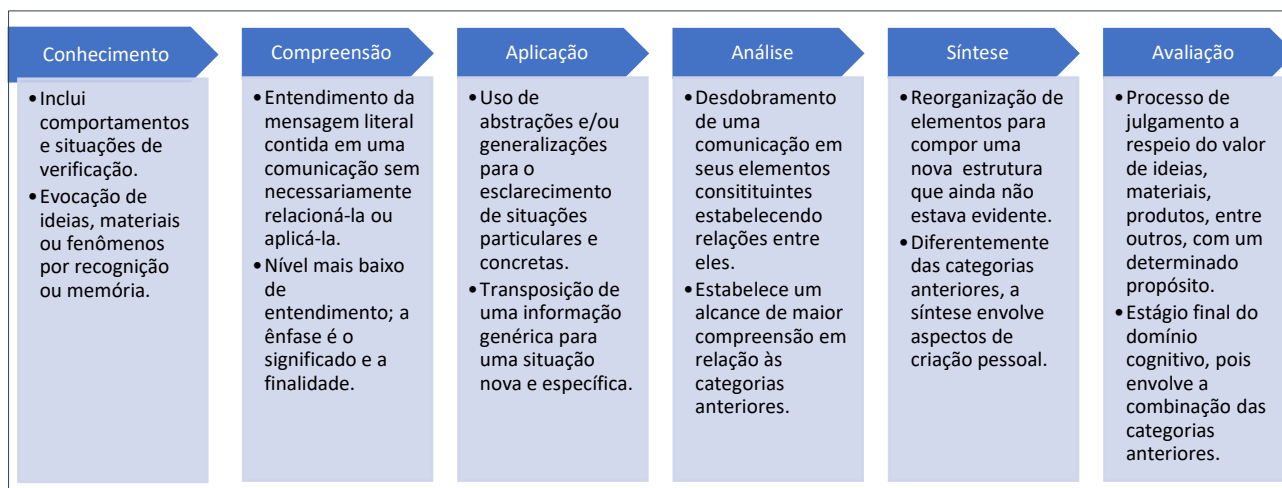 Conhecimento
•Inclui
comportamentos
e situações de
verificação.
•Evocação de
ideias, materiais
ou fenômenos
por recognição
ou memória.
Compreensão
•Entendimento da
mensagem literal
contida em uma
comunicação sem
necessariamente
relacioná-la ou
aplicá-la.
•Nível mais baixo
de
entendimento; a
ênfase é o
significado e a
finalidade.
Aplicação
•Uso de
abstrações e/ou
generalizações
para o
esclarecimento
de situações
particulares e
concretas.
•Transposição de
uma informação
genérica para
uma situação
nova e específica.
Análise
•Desdobramento
de uma
comunicação em
seus elementos
consitituintes
estabelecendo
relações entre
eles.
•Estabelece um
alcance de maior
compreensão em
relação às
categorias
anteriores.
Síntese
•Reorganização de
elementos para
compor uma
nova estrutura
que ainda não
estava evidente.
•Diferentemente
das categorias
anteriores, a
síntese envolve
aspectos de
criação pessoal.
Avaliação
•Processo de
julgamento a
respeio do valor
de ideias,
materiais,
produtos, entre
outros, com um
determinado
propósito.
•Estágio final do
domínio
cognitivo, pois
envolve a
combinação das
categorias
anteriores.